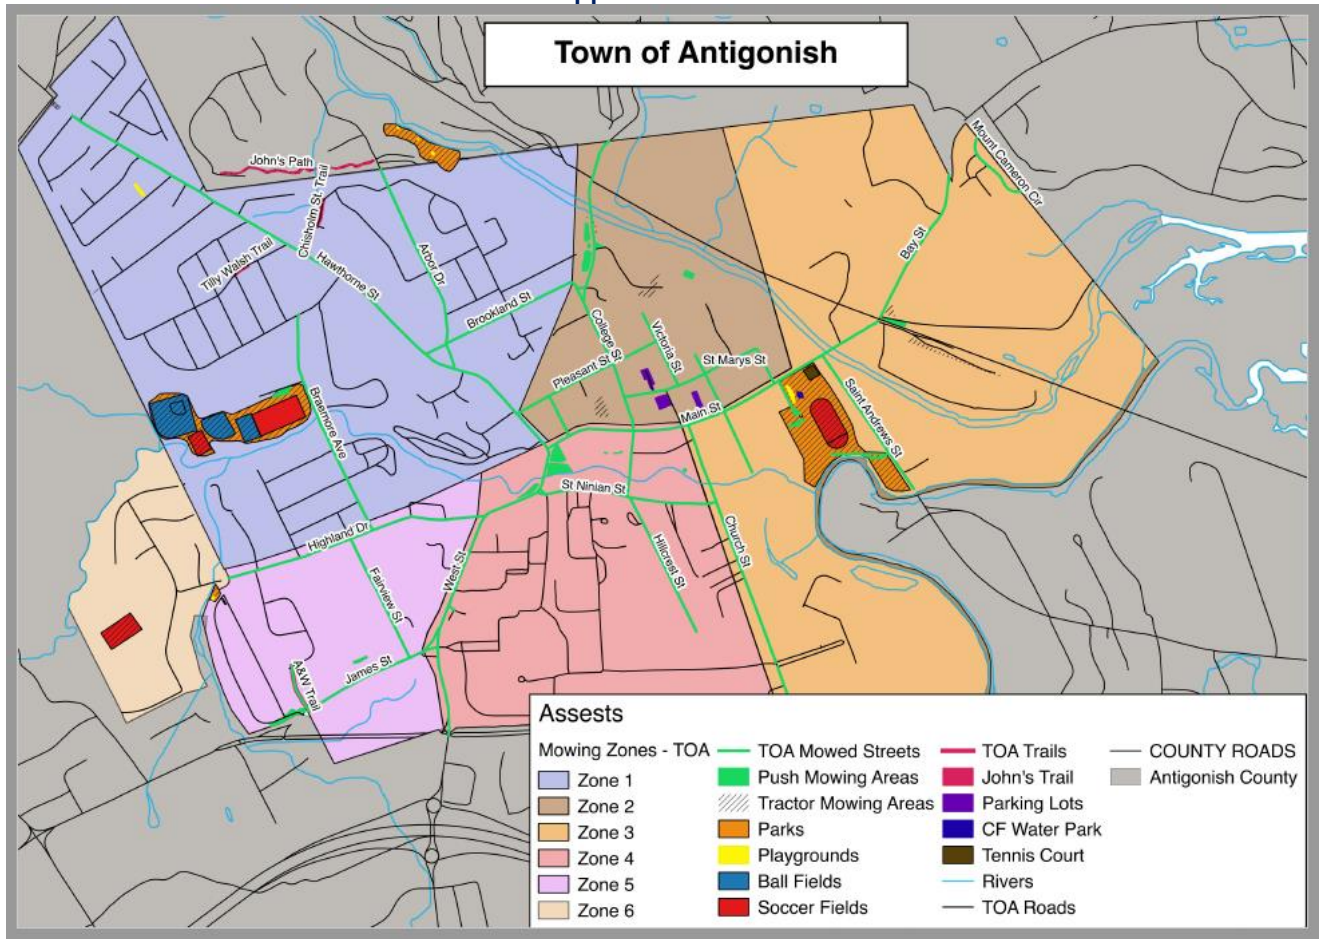 Town of Antigonish
Mount Cameron Cir
John's Path
Chisholm St. Trail
Tilly Walsh Trail
Hawthorne St
Arbor Dr
Bay St
Brookland St
College St
Victoria St
Pleasant St
St Marys St
Main St
Saint Andrews St
Braemore Ave
St Ninian St
Highland Dr
Church St
West St
Hillcrest St
Fairview St
James St
A&W Trail
Assests
Mowing Zones - TOA
Zone 1
Zone 2
Zone 3
Zone 4
Zone 5
Zone 6
TOA Mowed Streets
Push Mowing Areas
Tractor Mowing Areas
Parks
Playgrounds
Ball Fields
Soccer Fields
TOA Trails
John's Trail
Parking Lots
CF Water Park
Tennis Court
Rivers
TOA Roads
COUNTY ROADS
Antigonish County